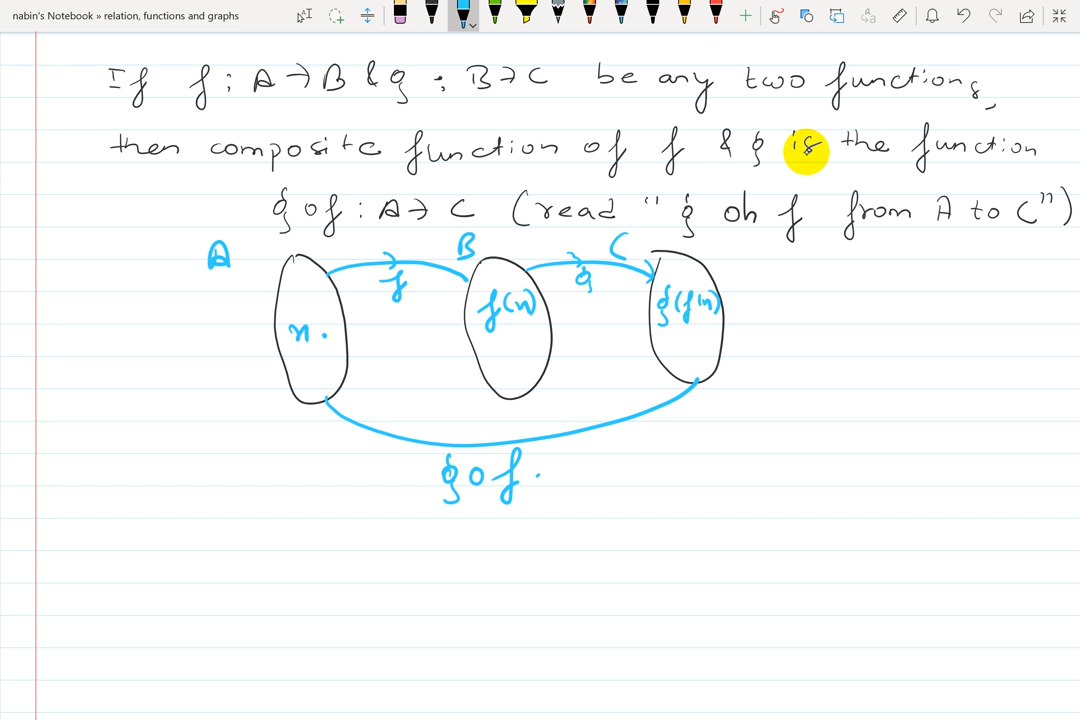 nabin's Notebook » relation, functions and graphs
If f : A → B & g : B → C be any two functions,
then composite function of f & g is the function
g o f : A → C (read " g oh f from A to C")
A B C
f g
x . f(x) g(f(x)
g o f .